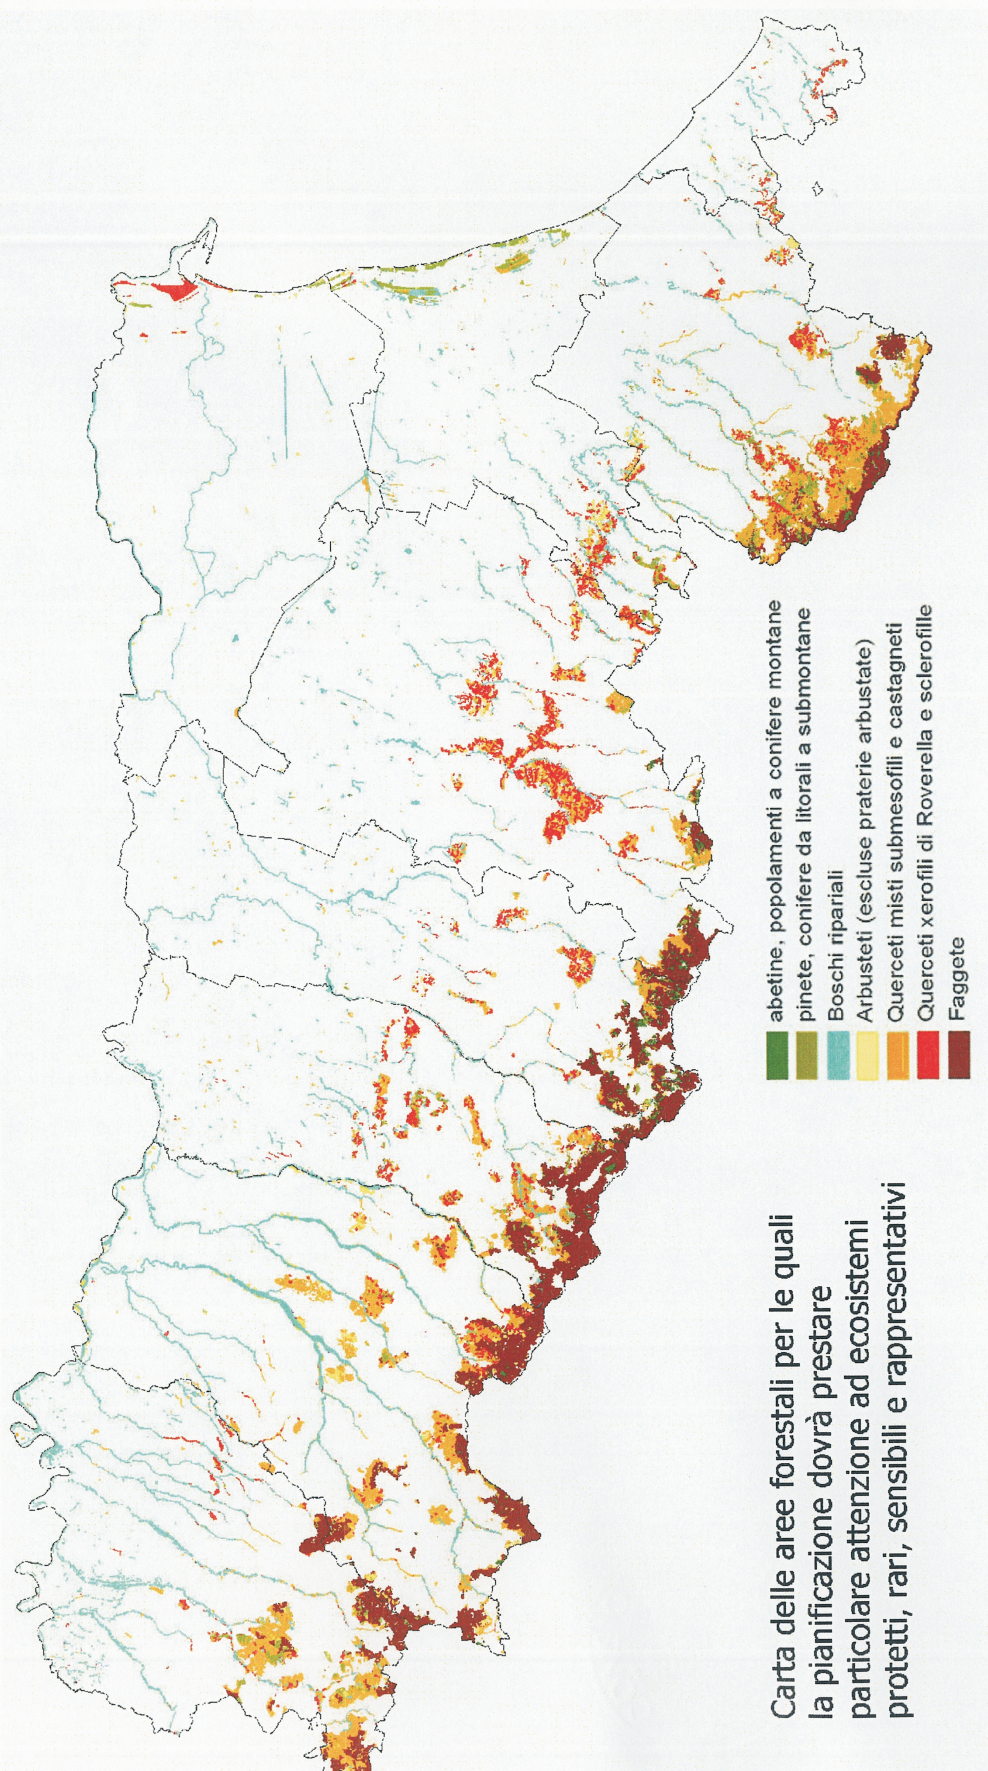 Carta delle aree forestali per le quali
la pianificazione dovrà prestare
particolare attenzione ad ecosistemi
protetti, rari, sensibili e rappresentativi
abetine, popolamenti a conifere montane
pinete, conifere da litorali a submontane
Boschi ripariali
Arbusteti (escluse praterie arbustate)
Querceti misti submesofili e castagneti
Querceti xerofili di Roverella e sclerofille
Faggete